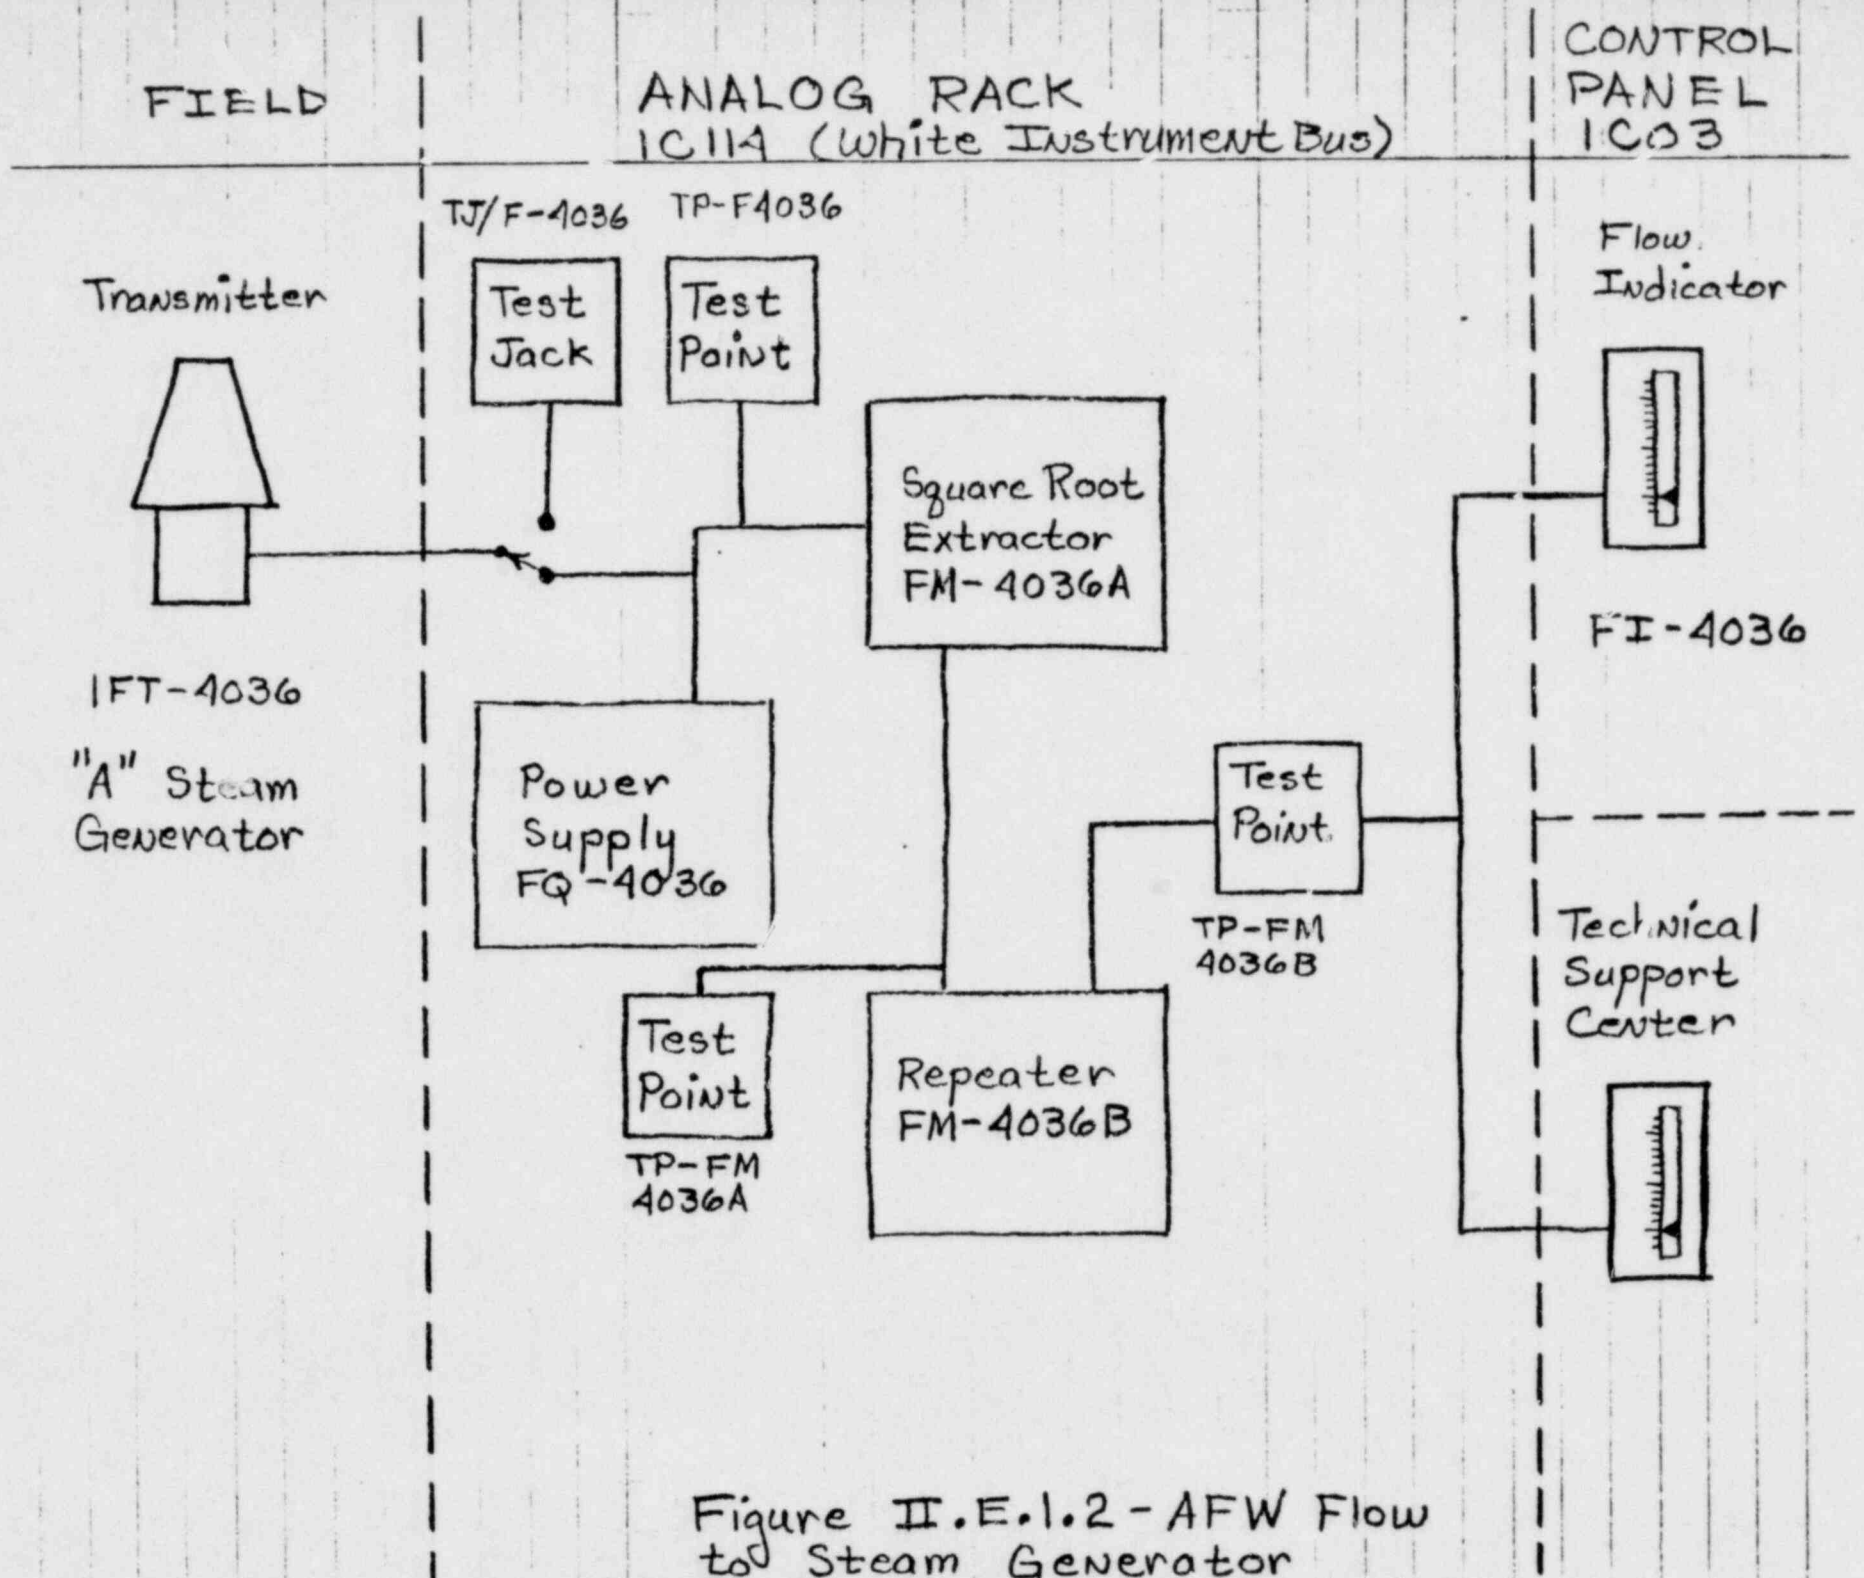 FIELD
ANALOG RACK
1C114 (White Instrument Bus)
CONTROL
PANEL
1C03
TJ/F-4036
TP-F4036
Transmitter
Test
Jack
Test
Point
Flow
Indicator
Square Root
Extractor
FM-4036A
1FT-4036
"A" Steam
Generator
FI-4036
Power
Supply
FQ-4036
Test
Point
TP-FM
4036B
Technical
Support
Center
Test
Point
TP-FM
4036A
Repeater
FM-4036B
Figure II.E.1.2-AFW Flow
to Steam Generator